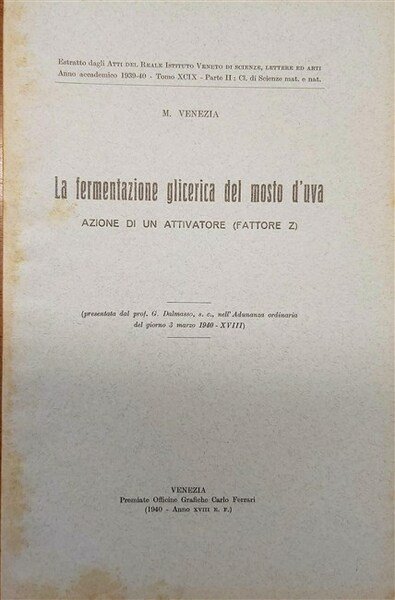 Estratto dagli ATTI DEL REALE ISTITUTO VENETO DI SCIENZE, LETTERE ED ARTI
Anno accademico 1939-40 - Tomo XCIX - Parte II: Cl. di Scienze mat. e nat.
M. VENEZIA
La fermentazione glicerica del mosto d'uva
AZIONE DI UN ATTIVATORE (FATTORE Z)
(presentata dal prof. G. Dalmasso, s. c., nell'Adunanza ordinaria
del giorno 3 marzo 1940 - XVIII)
VENEZIA
Premiate Officine Grafiche Carlo Ferrari
(1940 - Anno XVIII E. F.)